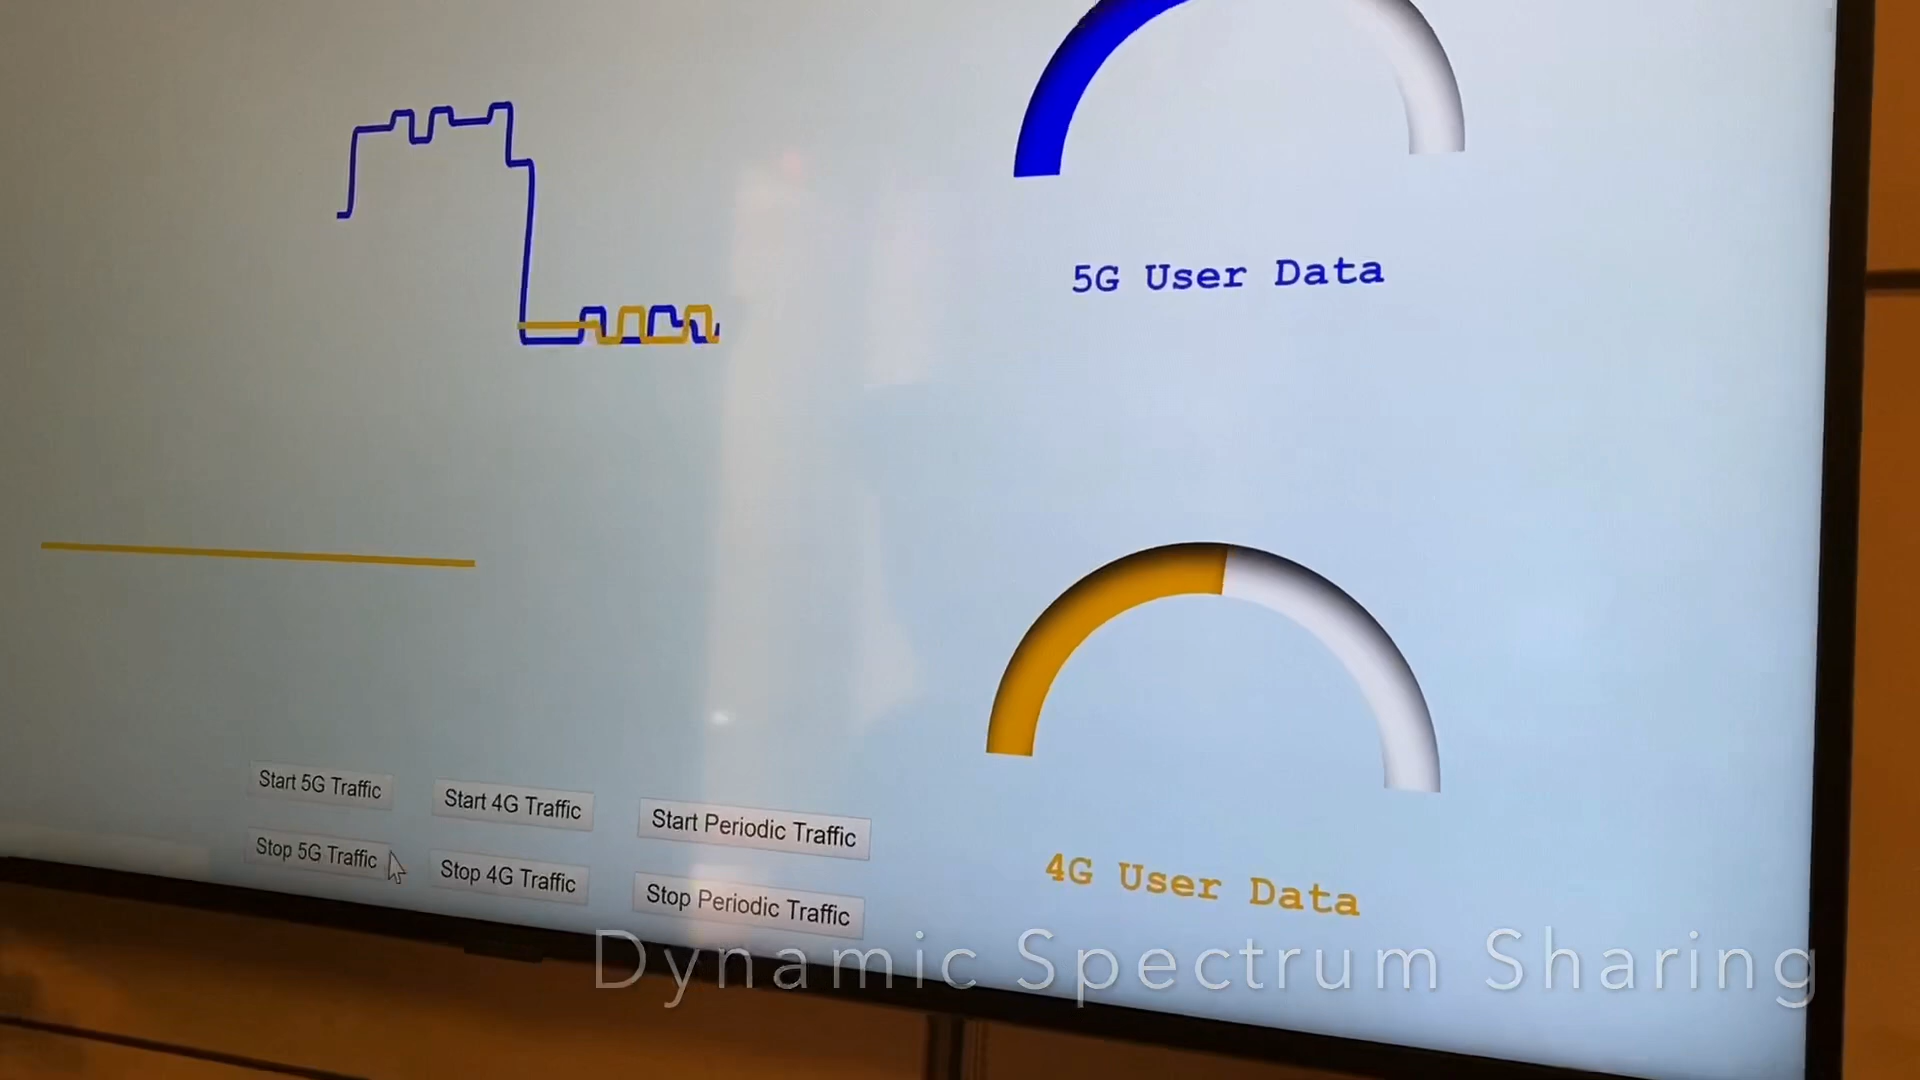 5G User Data
Start 5G Traffic
Start 4G Traffic
Start Periodic Traffic
Stop 5G Traffic
Stop 4G Traffic
Stop Periodic Traffic
4G User Data
Dynamic Spectrum Sharing